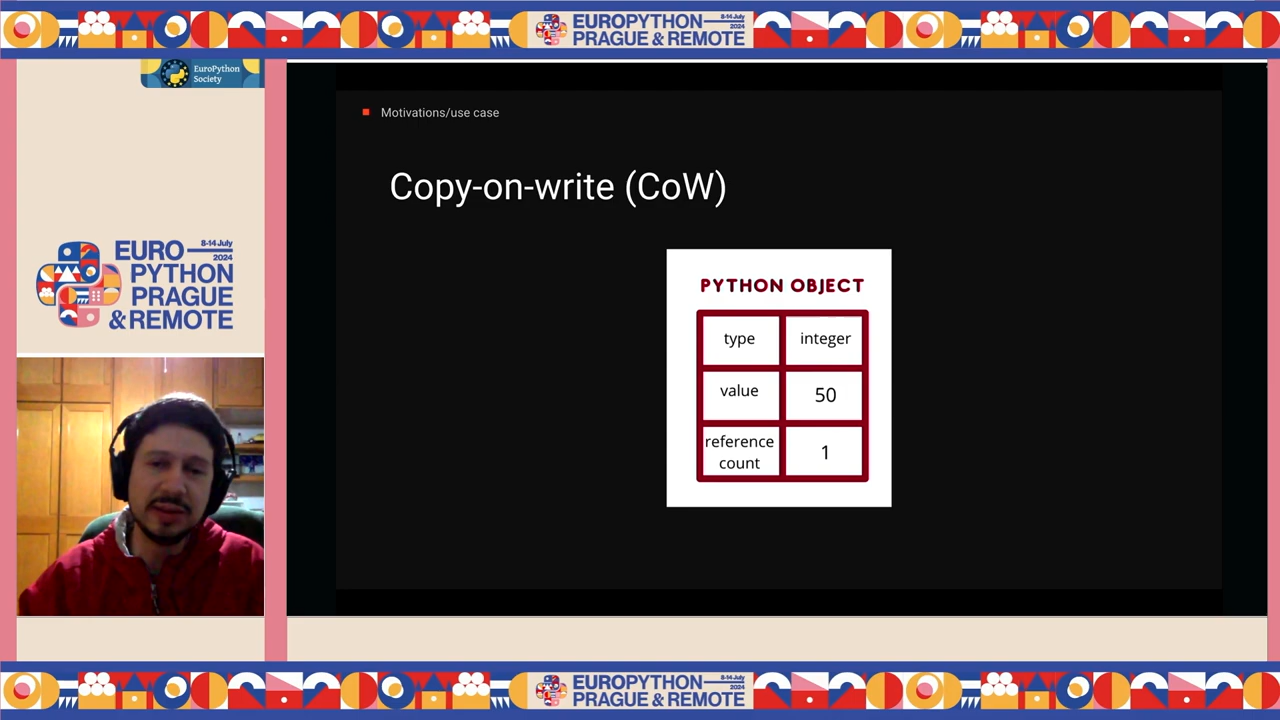 EUROPYTHON
8-14 July
2024
PRAGUE & REMOTE
EuroPython
Society
Motivations/use case
Copy-on-write (CoW)
PYTHON OBJECT
type integer
value 50
reference
count 1
EURO
8-14 July
2024
PYTHON
PRAGUE
& REMOTE
EUROPYTHON
8-14 July
2024
PRAGUE & REMOTE